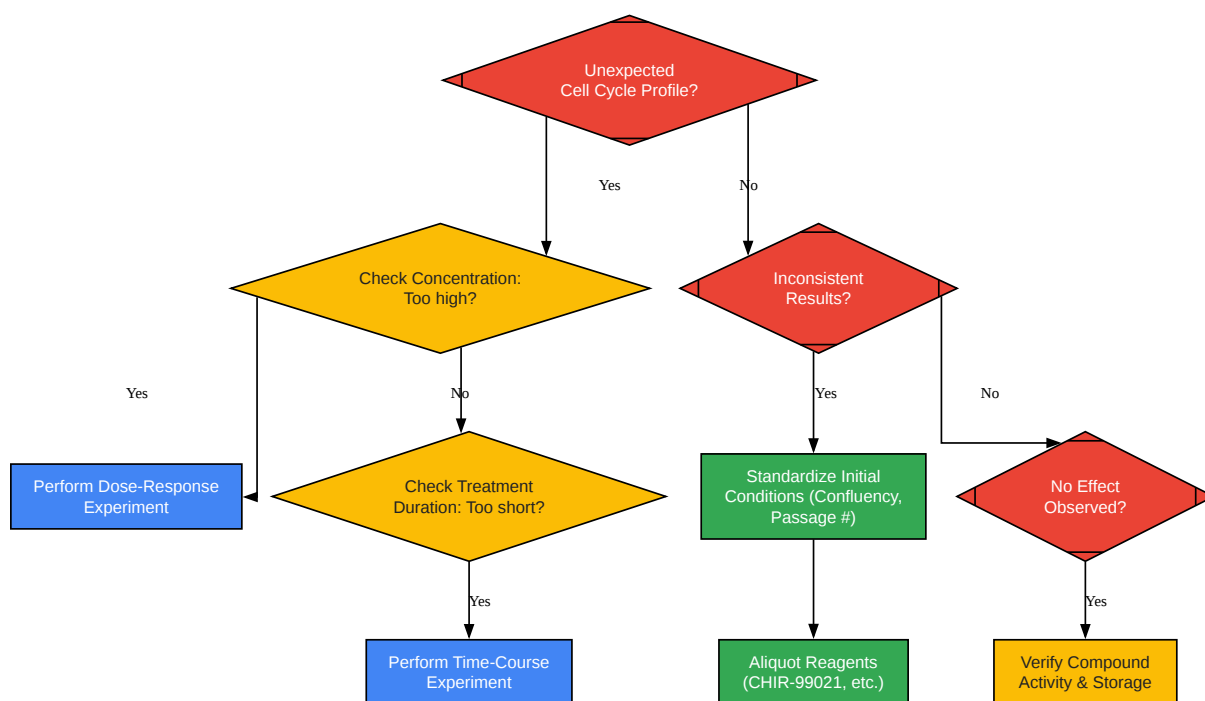 Unexpected
Cell Cycle Profile?
Yes
No
Check Concentration:
Too high?
Inconsistent
Results?
Yes
No
Yes
No
Perform Dose-Response
Experiment
Check Treatment
Duration: Too short?
Standardize Initial
Conditions (Confluency,
Passage #)
No Effect
Observed?
Yes
Yes
Perform Time-Course
Experiment
Aliquot Reagents
(CHIR-99021, etc.)
Verify Compound
Activity & Storage